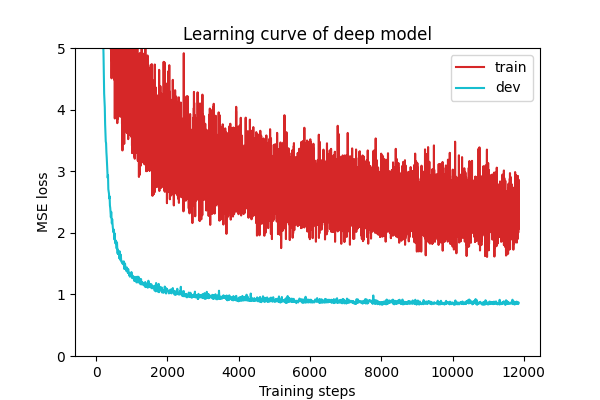 Learning curve of deep model
MSE loss
5
4
3
2
1
0
train
dev
0 2000 4000 6000 8000 10000 12000
Training steps